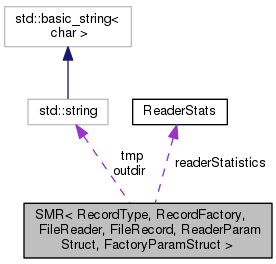 std::basic_string<
char >
std::string
ReaderStats
tmp
outdir
readerStatistics
SMR< RecordType, RecordFactory,
FileReader, FileRecord, ReaderParam
Struct, FactoryParamStruct >